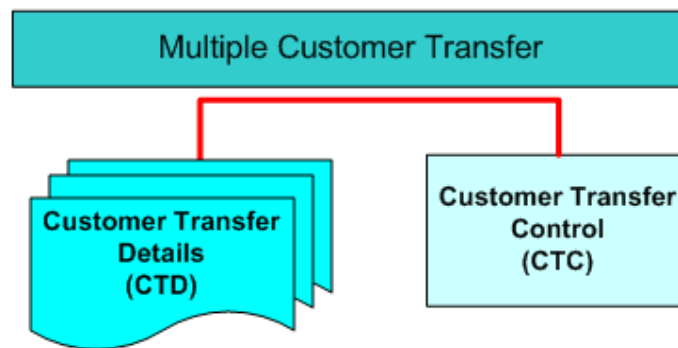 Multiple Customer Transfer
Customer Transfer
Details
(CTD)
Customer Transfer
Control
(CTC)